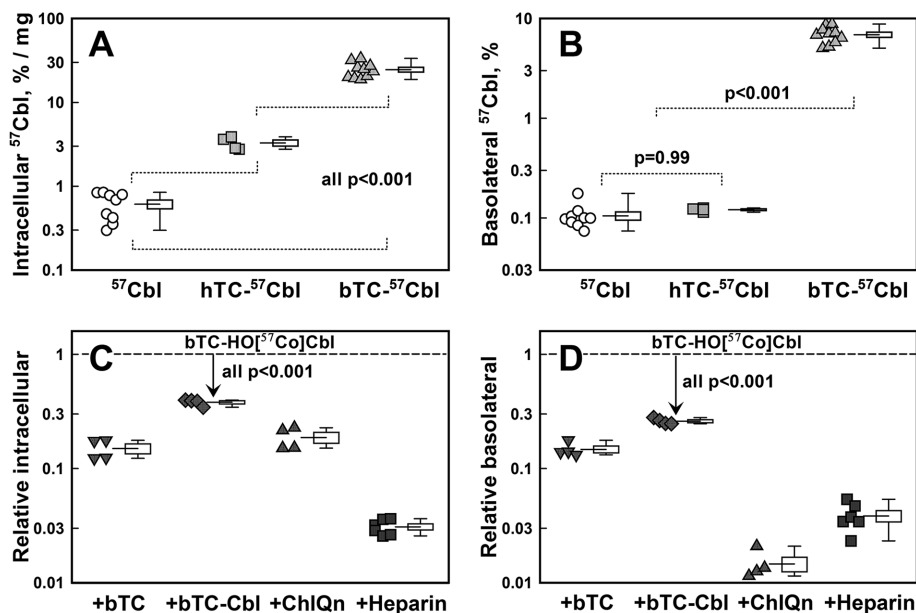 A
Intracellular ⁵⁷Cbl, % / mg
100
30
10
3
1
0.3
0.1
all p<0.001
⁵⁷Cbl
hTC-⁵⁷Cbl
bTC-⁵⁷Cbl
B
Basolateral ⁵⁷Cbl, %
10
3
1
0.3
0.1
0.03
p<0.001
p=0.99
⁵⁷Cbl
hTC-⁵⁷Cbl
bTC-⁵⁷Cbl
C
Relative intracellular
1
0.3
0.1
0.03
0.01
bTC-HO[⁵⁷Co]Cbl
all p<0.001
+bTC
+bTC-Cbl
+ChlQn
+Heparin
D
Relative basolateral
1
0.3
0.1
0.03
0.01
bTC-HO[⁵⁷Co]Cbl
all p<0.001
+bTC
+bTC-Cbl
+ChlQn
+Heparin